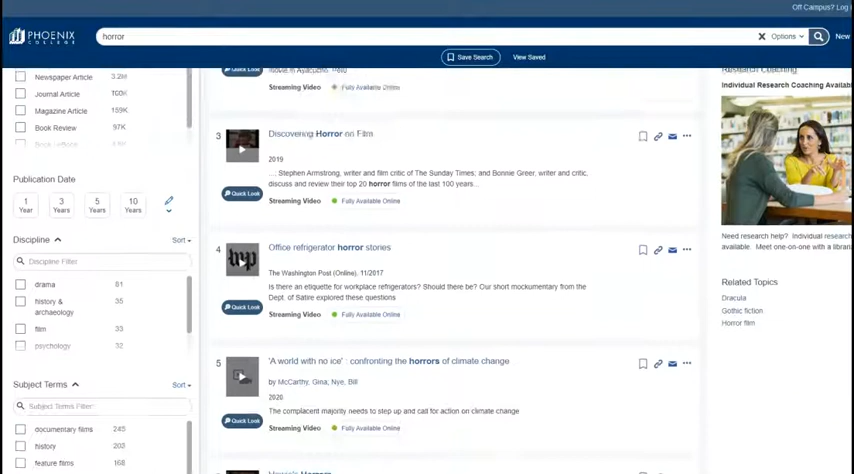 Off Campus? Log i
PHOENIX
COLLEGE
horror
Options
New
Save Search
View Saved
Newspaper Article 3.2M
Journal Article
Magazine Article 159K
Book Review 97K
Publication Date
1 Year
3 Years
5 Years
10 Years
Discipline
Sort
Discipline Filter
drama 81
history & archaeology 35
film 33
psychology 32
Subject Terms
Sort
Subject Terms Filter
documentary films 245
history 203
feature films 168
Quick Look
Streaming Video
Fully Available Online
3
Discovering Horror on Film
2019
...: Stephen Armstrong, writer and film critic of The Sunday Times; and Bonnie Greer, writer and critic,
discuss and review their top 20 horror films of the last 100 years...
Quick Look
Streaming Video
Fully Available Online
4
Office refrigerator horror stories
The Washington Post (Online), 11/2017
Is there an etiquette for workplace refrigerators? Should there be? Our short mockumentary from the
Dept. of Satire explored these questions
Quick Look
Streaming Video
Fully Available Online
5
'A world with no ice' : confronting the horrors of climate change
by McCarthy, Gina, Nye, Bill
2020
The complacent majority needs to step up and call for action on climate change
Quick Look
Streaming Video
Fully Available Online
Research Coaching
Individual Research Coaching Availab
Need research help? Individual research
available. Meet one-on-one with a libraria
Related Topics
Dracula
Gothic fiction
Horror film